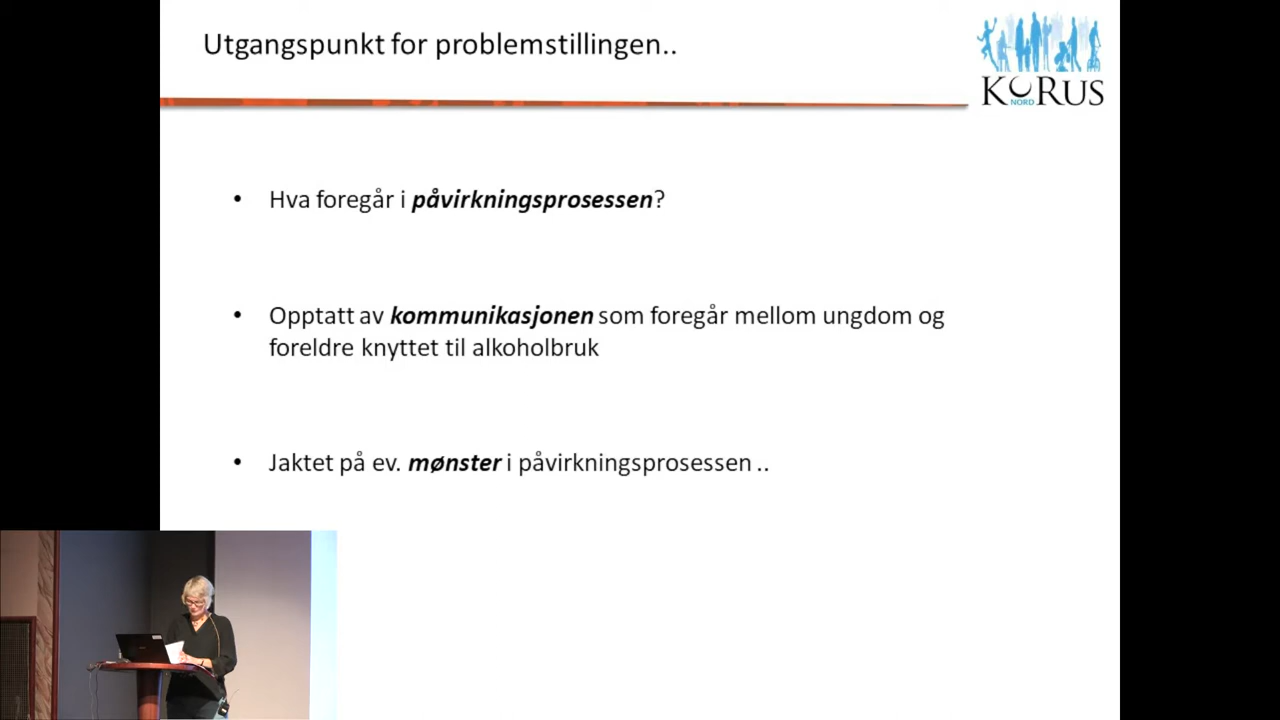 Utgangspunkt for problemstillingen..
KoRUS
NORD
• Hva foregår i påvirkningsprosessen?
• Opptatt av kommunikasjonen som foregår mellom ungdom og
foreldre knyttet til alkoholbruk
• Jaktet på ev. mønster i påvirkningsprosessen ..